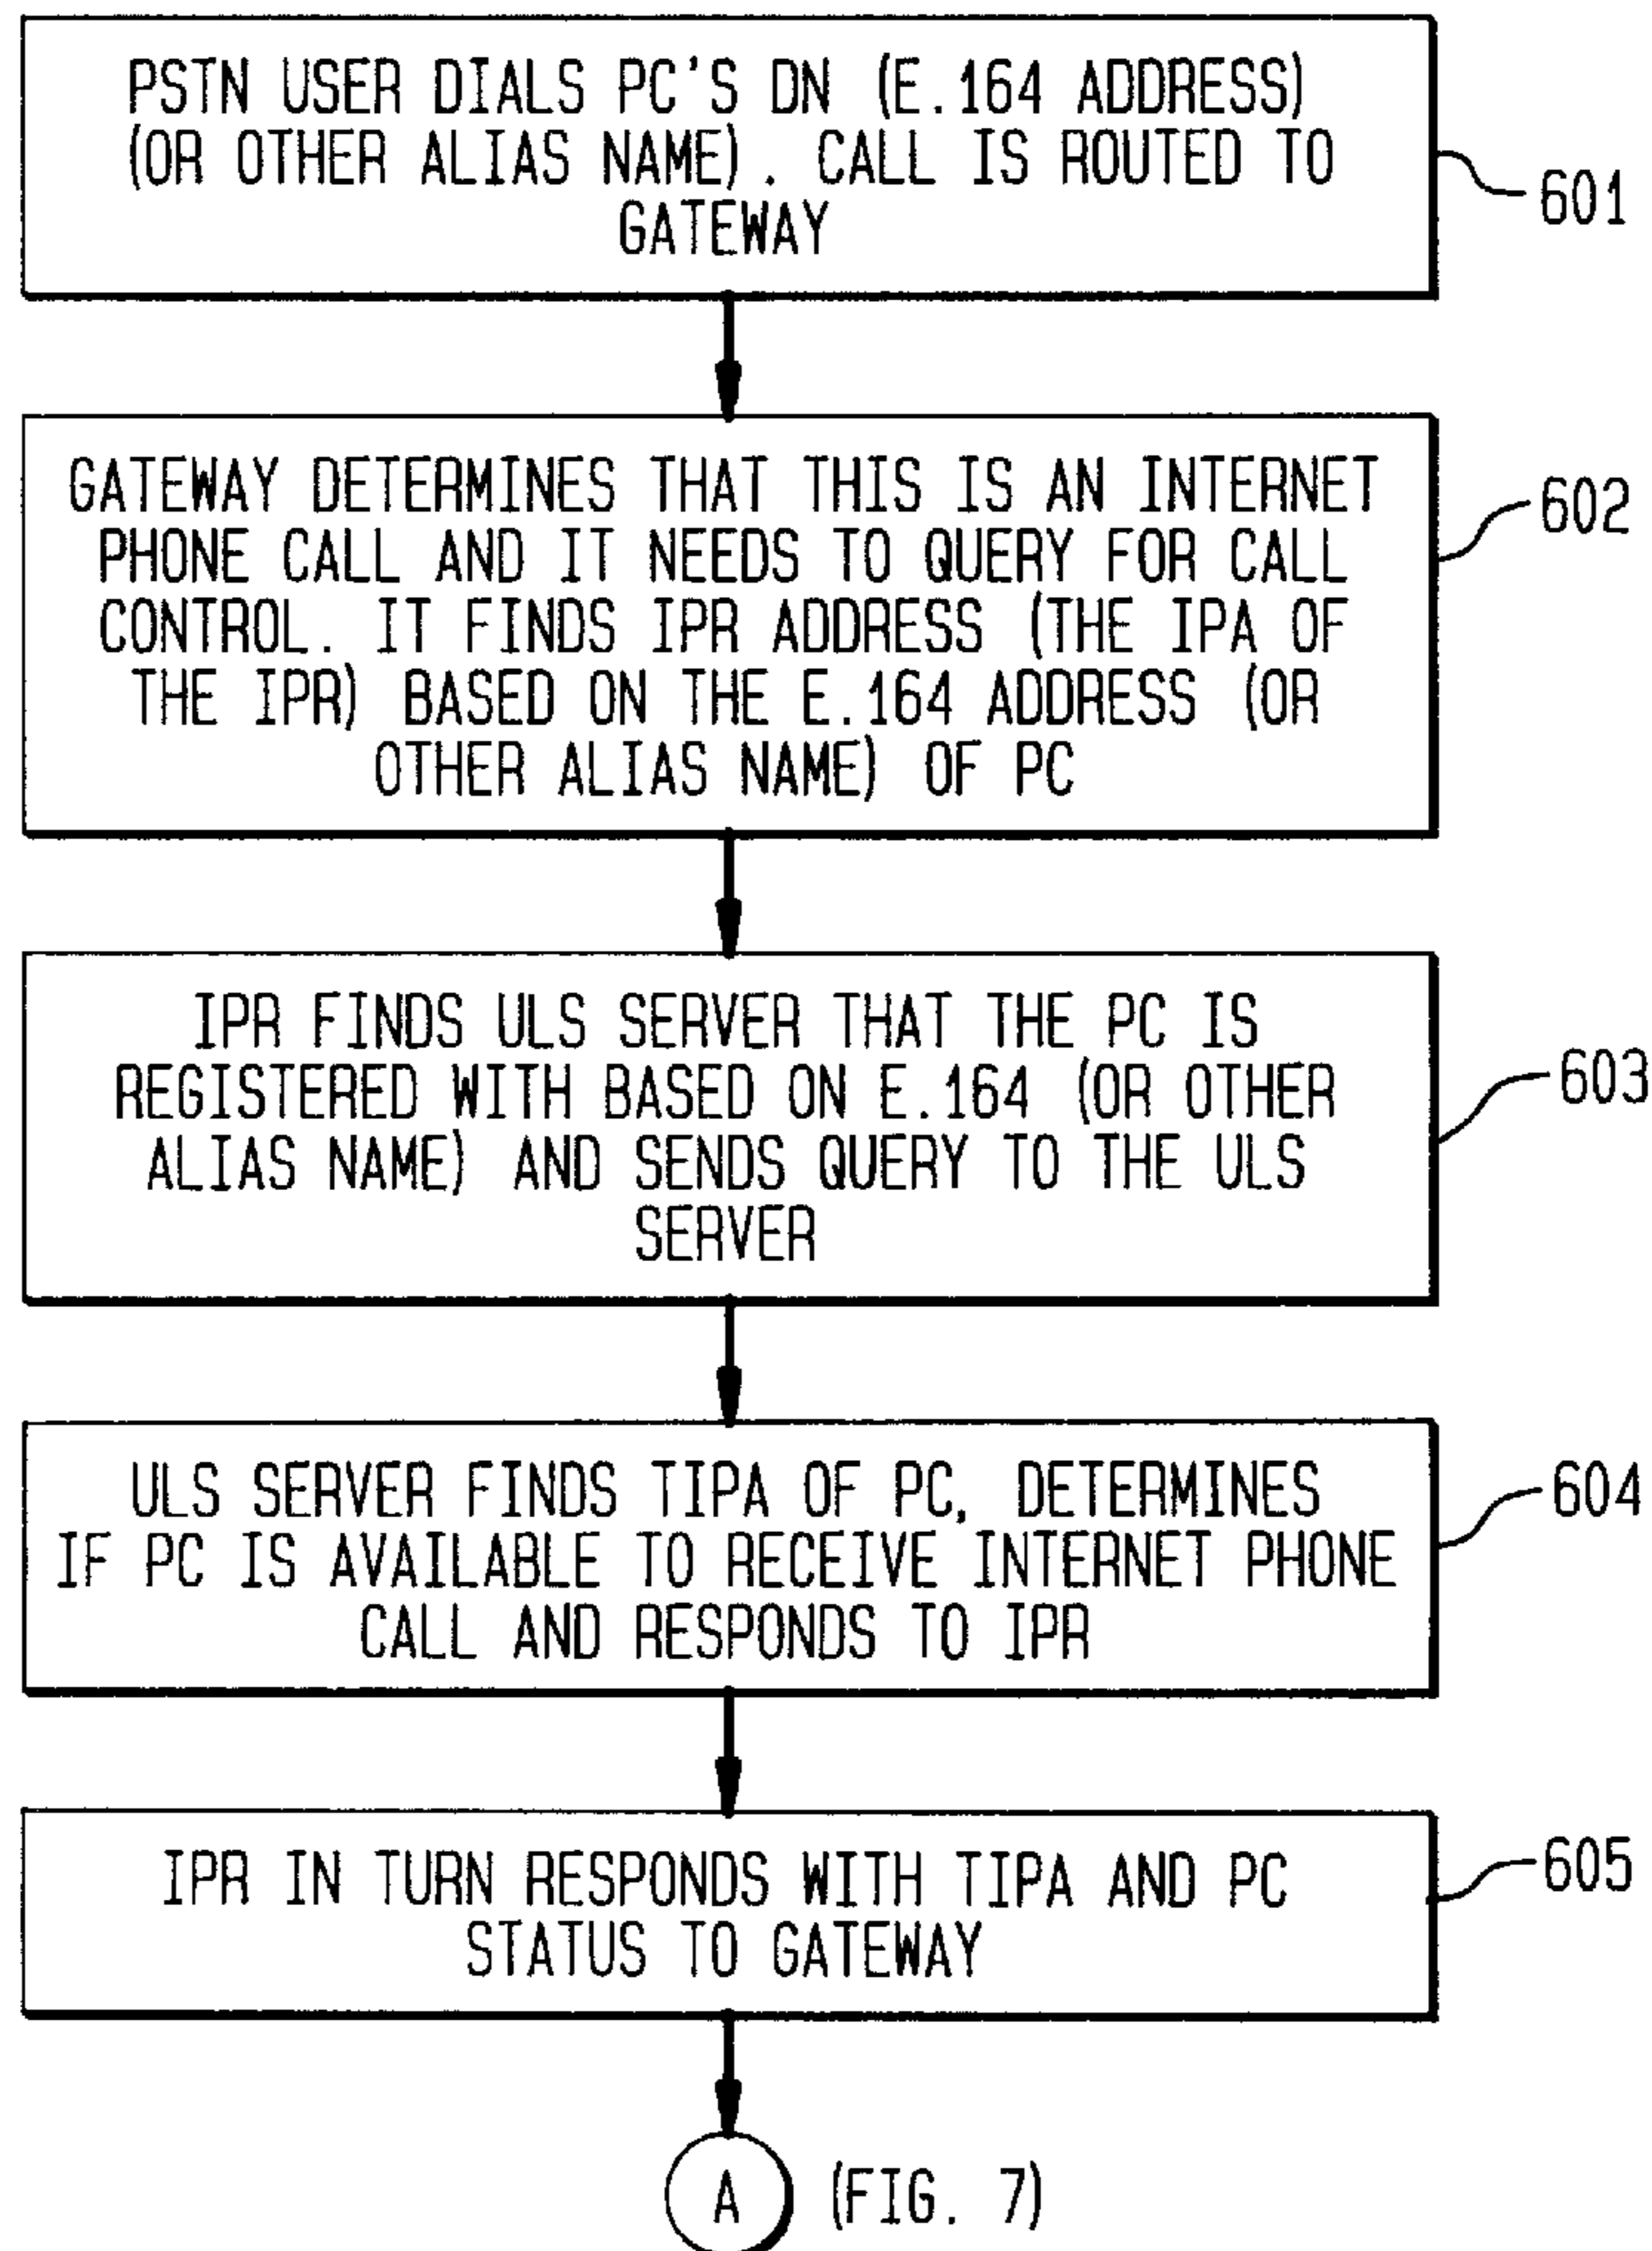 PSTN USER DIALS PC'S DN (E.164 ADDRESS)
(OR OTHER ALIAS NAME). CALL IS ROUTED TO
GATEWAY
601
GATEWAY DETERMINES THAT THIS IS AN INTERNET
PHONE CALL AND IT NEEDS TO QUERY FOR CALL
CONTROL. IT FINDS IPR ADDRESS (THE IPA OF
THE IPR) BASED ON THE E.164 ADDRESS (OR
OTHER ALIAS NAME) OF PC
602
IPR FINDS ULS SERVER THAT THE PC IS
REGISTERED WITH BASED ON E.164 (OR OTHER
ALIAS NAME) AND SENDS QUERY TO THE ULS
SERVER
603
ULS SERVER FINDS TIPA OF PC, DETERMINES
IF PC IS AVAILABLE TO RECEIVE INTERNET PHONE
CALL AND RESPONDS TO IPR
604
IPR IN TURN RESPONDS WITH TIPA AND PC
STATUS TO GATEWAY
605
A (FIG. 7)